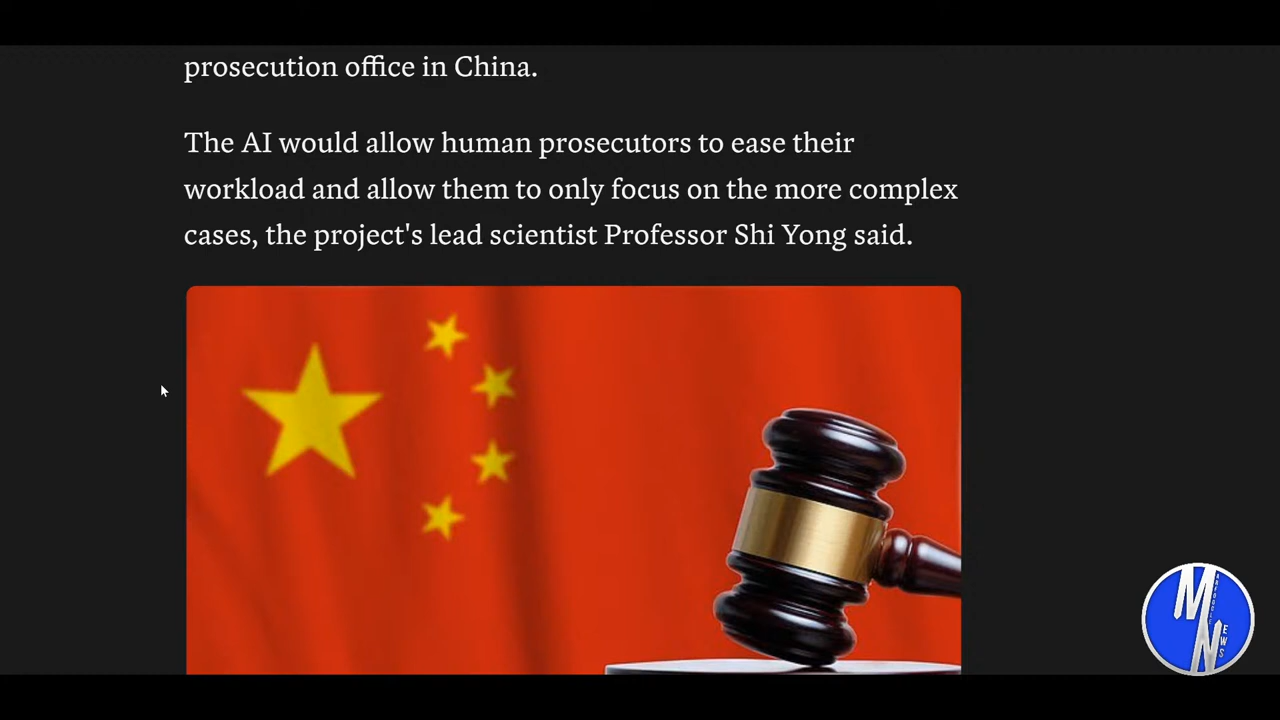 prosecution office in China.
The AI would allow human prosecutors to ease their
workload and allow them to only focus on the more complex
cases, the project's lead scientist Professor Shi Yong said.